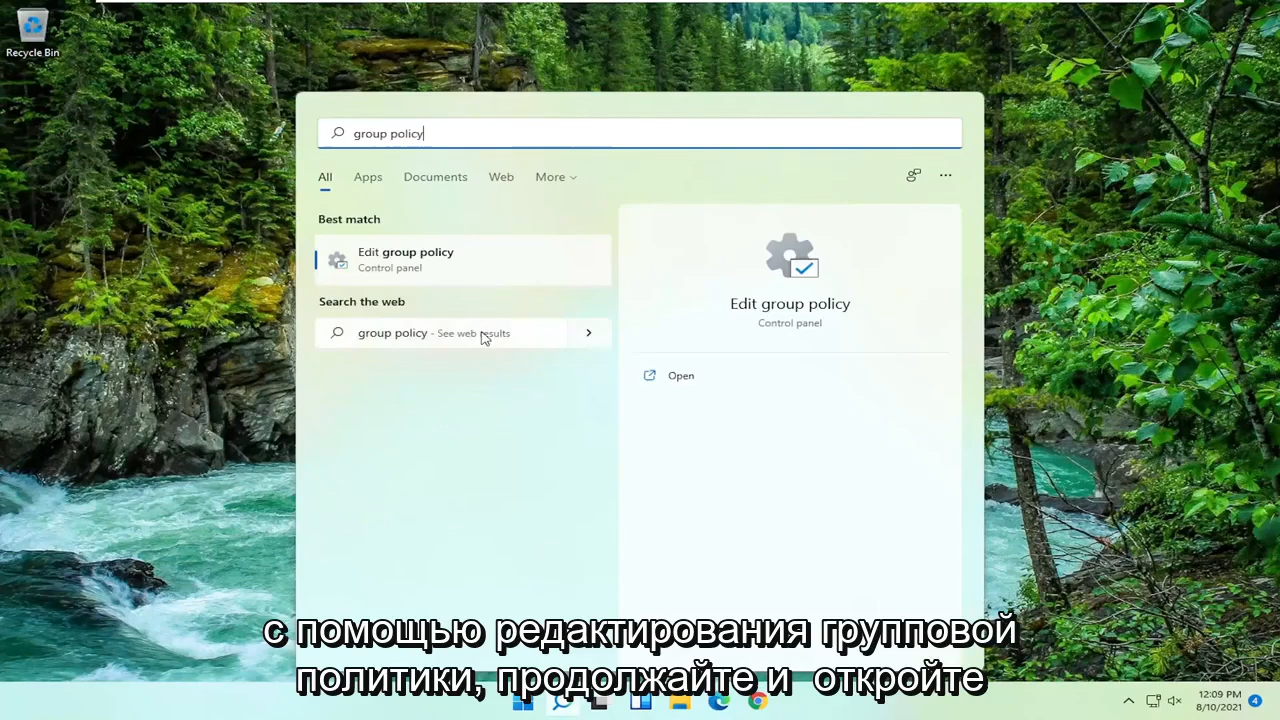 Recycle Bin
group policy
All Apps Documents Web More
Best match
Edit group policy
Control panel
Search the web
group policy - See web results
Edit group policy
Control panel
Open
с помощью редактирования групповой
политики, продолжайте и откройте
12:09 PM
8/10/2021
4